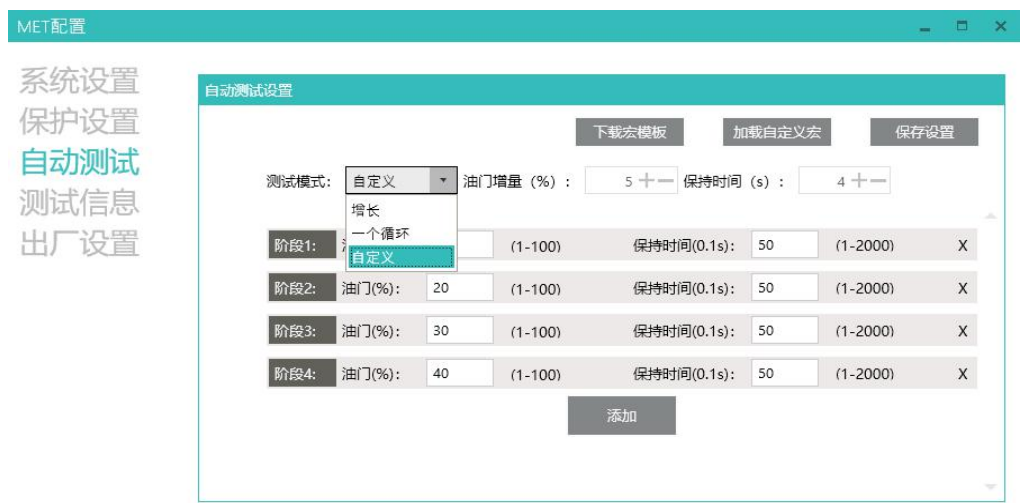 MET配置
系统设置
保护设置
自动测试
测试信息
出厂设置
自动测试设置
下载宏模板 加载自定义宏 保存设置
测试模式: 自定义 油门增量 (%) : 5 保持时间 (s) : 4
增长
一个循环
自定义
阶段1: (1-100) 保持时间(0.1s): 50 (1-2000) X
阶段2: 油门(%): 20 (1-100) 保持时间(0.1s): 50 (1-2000) X
阶段3: 油门(%): 30 (1-100) 保持时间(0.1s): 50 (1-2000) X
阶段4: 油门(%): 40 (1-100) 保持时间(0.1s): 50 (1-2000) X
添加